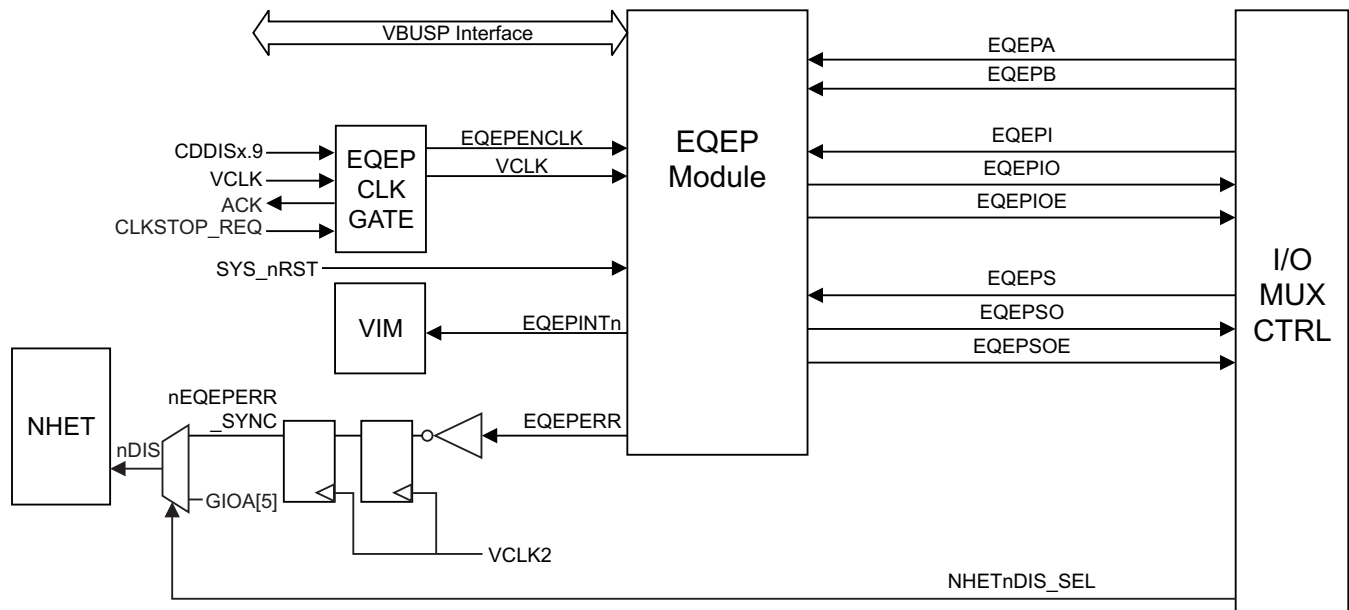 VBUSP Interface
EQEPA
EQEPB
CDDISx.9
VCLK
ACK
CLKSTOP_REQ
EQEP
CLK
GATE
EQEPENCLK
VCLK
EQEP
Module
EQEPI
EQEPIO
EQEPIOE
SYS_nRST
VIM
EQEPINTn
EQEPS
EQEPSO
EQEPSOE
I/O
MUX
CTRL
NHET
nDIS
nEQEPERR
_SYNC
GIOA[5]
EQEPERR
VCLK2
NHETnDIS_SEL